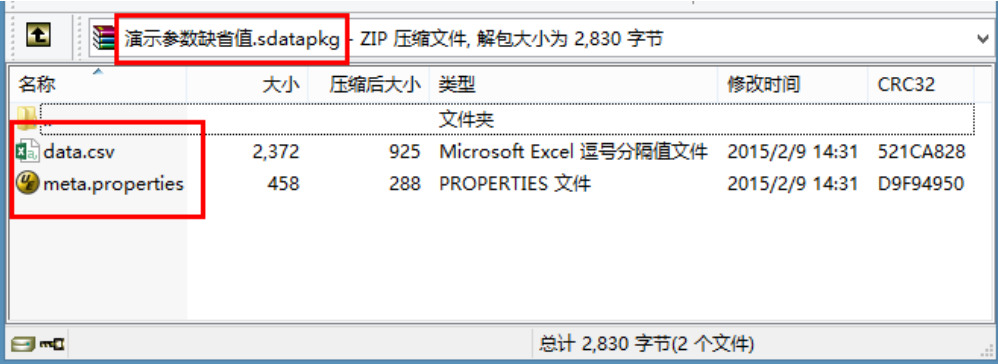 演示参数缺省值.sdatapkg - ZIP 压缩文件, 解包大小为 2,830 字节
名称 大小 压缩后大小 类型 修改时间 CRC32
.. 文件夹
data.csv 2,372 925 Microsoft Excel 逗号分隔值文件 2015/2/9 14:31 521CA828
meta.properties 458 288 PROPERTIES 文件 2015/2/9 14:31 D9F94950
总计 2,830 字节(2 个文件)